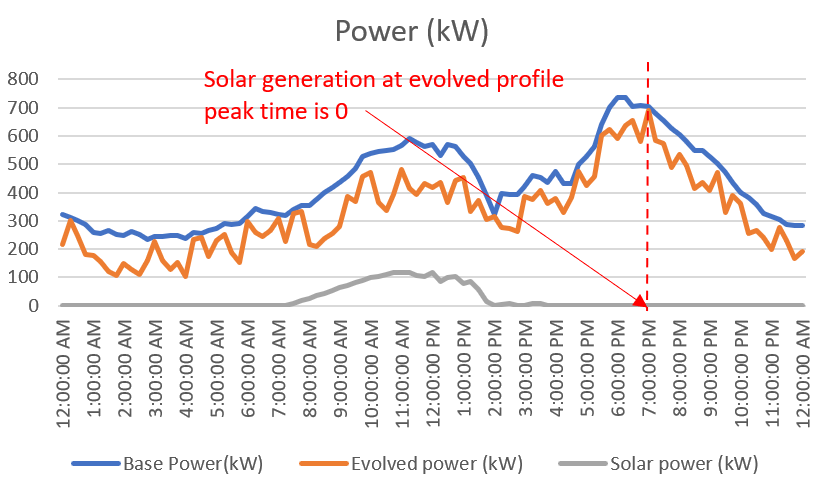 Power (kW)
800
Solar generation at evolved profile
700
peak time is 0
600
500
400
300
200
100
0
12:00:00 AM
1:00:00 AM
2:00:00 AM
3:00:00 AM
4:00:00 AM
5:00:00 AM
6:00:00 AM
7:00:00 AM
8:00:00 AM
9:00:00 AM
10:00:00 AM
11:00:00 AM
12:00:00 PM
1:00:00 PM
2:00:00 PM
3:00:00 PM
4:00:00 PM
5:00:00 PM
6:00:00 PM
7:00:00 PM
8:00:00 PM
9:00:00 PM
10:00:00 PM
11:00:00 PM
12:00:00 AM
Base Power(kW)
Evolved power (kW)
Solar power (kW)